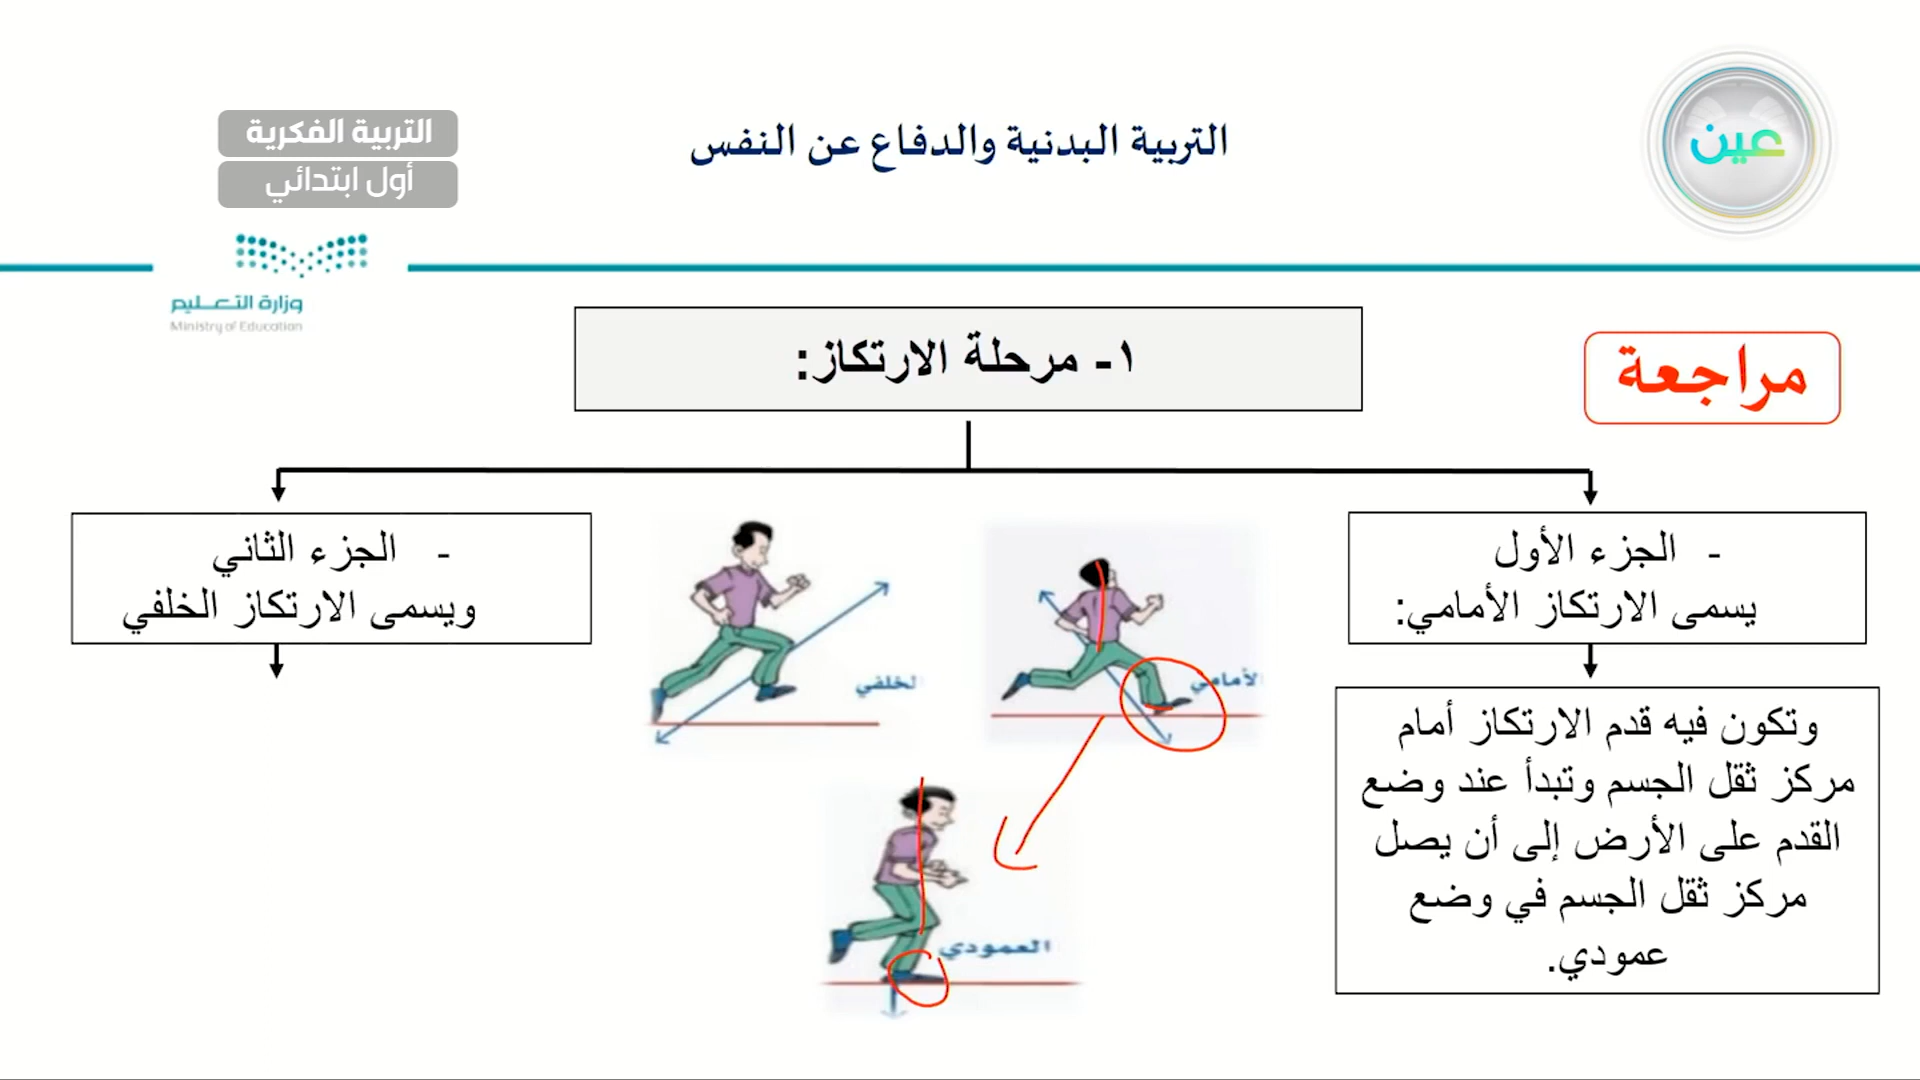 عين
التربية البدنية والدفاع عن النفس
التربية الفكرية
أول ابتدائي
وزارة التعليم
Ministry of Education
مراجعة
١- مرحلة الارتكاز:
- الجزء الأول
يسمى الارتكاز الأمامي:
وتكون فيه قدم الارتكاز أمام
مركز ثقل الجسم وتبدأ عند وضع
القدم على الأرض إلى أن يصل
مركز ثقل الجسم في وضع
عمودي.
الأمامي
لخلفي
العمودي
- الجزء الثاني
ويسمى الارتكاز الخلفي